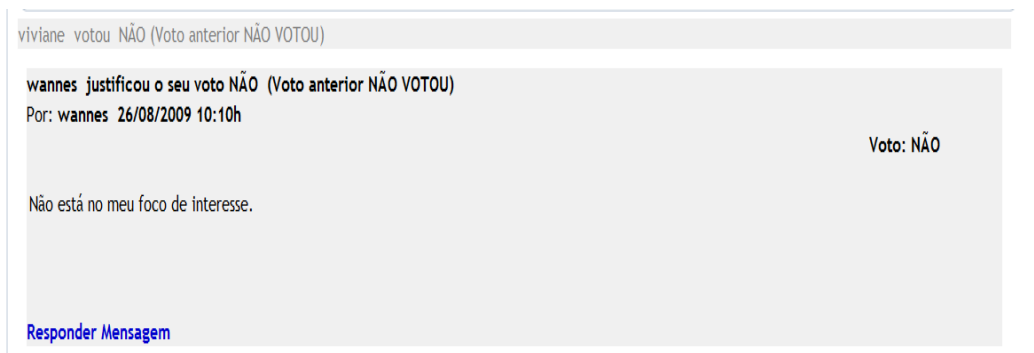 viviane votou NÃO (Voto anterior NÃO VOTOU)
wannes justificou o seu voto NÃO (Voto anterior NÃO VOTOU)
Por: wannes 26/08/2009 10:10h
Voto: NÃO
Não está no meu foco de interesse.
Responder Mensagem